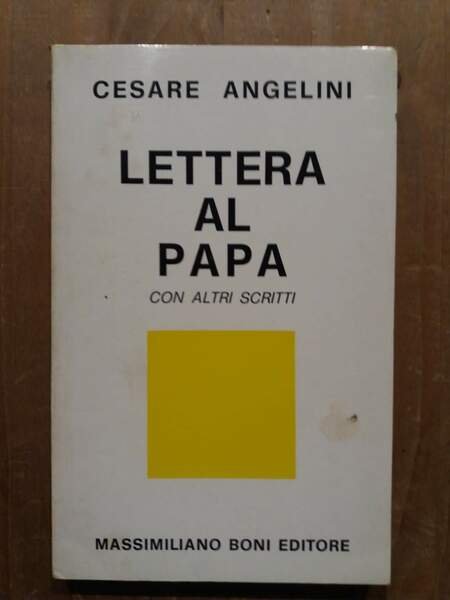 CESARE ANGELINI
LETTERA
AL
PAPA
CON ALTRI SCRITTI
MASSIMILIANO BONI EDITORE